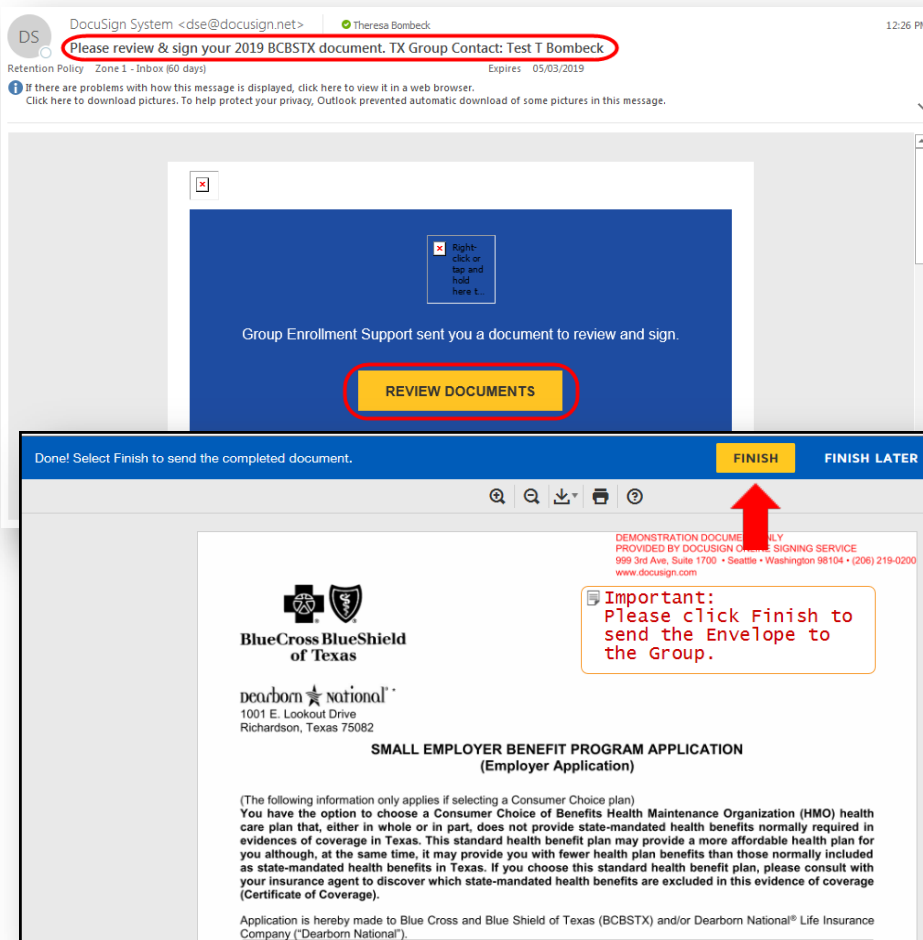 DS
DocuSign System <dse@docusign.net>
Theresa Bombeck
12:26 PM
Please review & sign your 2019 BCBSTX document. TX Group Contact: Test T Bombeck
Retention Policy Zone 1 - Inbox (60 days)
Expires 05/03/2019
If there are problems with how this message is displayed, click here to view it in a web browser.
Click here to download pictures. To help protect your privacy, Outlook prevented automatic download of some pictures in this message.
Right-
click or
tap and
hold
here t...
Group Enrollment Support sent you a document to review and sign.
REVIEW DOCUMENTS
Done! Select Finish to send the completed document.
FINISH
FINISH LATER
DEMONSTRATION DOCUME NLY
PROVIDED BY DOCUSIGN O E SIGNING SERVICE
999 3rd Ave, Suite 1700 • Seattle • Washington 98104 • (206) 219-0200
www.docusign.com
Important:
Please click Finish to
send the Envelope to
the Group.
BlueCross BlueShield
of Texas
Dearborn National®
1001 E. Lookout Drive
Richardson, Texas 75082
SMALL EMPLOYER BENEFIT PROGRAM APPLICATION
(Employer Application)
(The following information only applies if selecting a Consumer Choice plan)
You have the option to choose a Consumer Choice of Benefits Health Maintenance Organization (HMO) health
care plan that, either in whole or in part, does not provide state-mandated health benefits normally required in
evidences of coverage in Texas. This standard health benefit plan may provide a more affordable health plan for
you although, at the same time, it may provide you with fewer health plan benefits than those normally included
as state-mandated health benefits in Texas. If you choose this standard health benefit plan, please consult with
your insurance agent to discover which state-mandated health benefits are excluded in this evidence of coverage
(Certificate of Coverage).
Application is hereby made to Blue Cross and Blue Shield of Texas (BCBSTX) and/or Dearborn National® Life Insurance
Company ("Dearborn National").